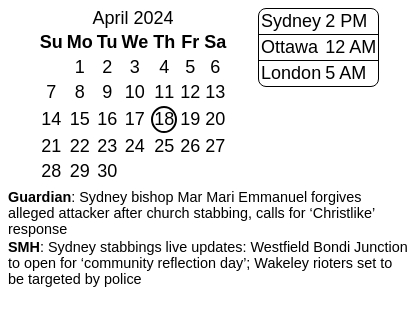 April 2024
Su Mo Tu We Th Fr Sa
1 2 3 4 5 6
7 8 9 10 11 12 13
14 15 16 17 18 19 20
21 22 23 24 25 26 27
28 29 30
Sydney 2 PM
Ottawa 12 AM
London 5 AM
Guardian: Sydney bishop Mar Mari Emmanuel forgives
alleged attacker after church stabbing, calls for ‘Christlike’
response
SMH: Sydney stabbings live updates: Westfield Bondi Junction
to open for ‘community reflection day’; Wakeley rioters set to
be targeted by police